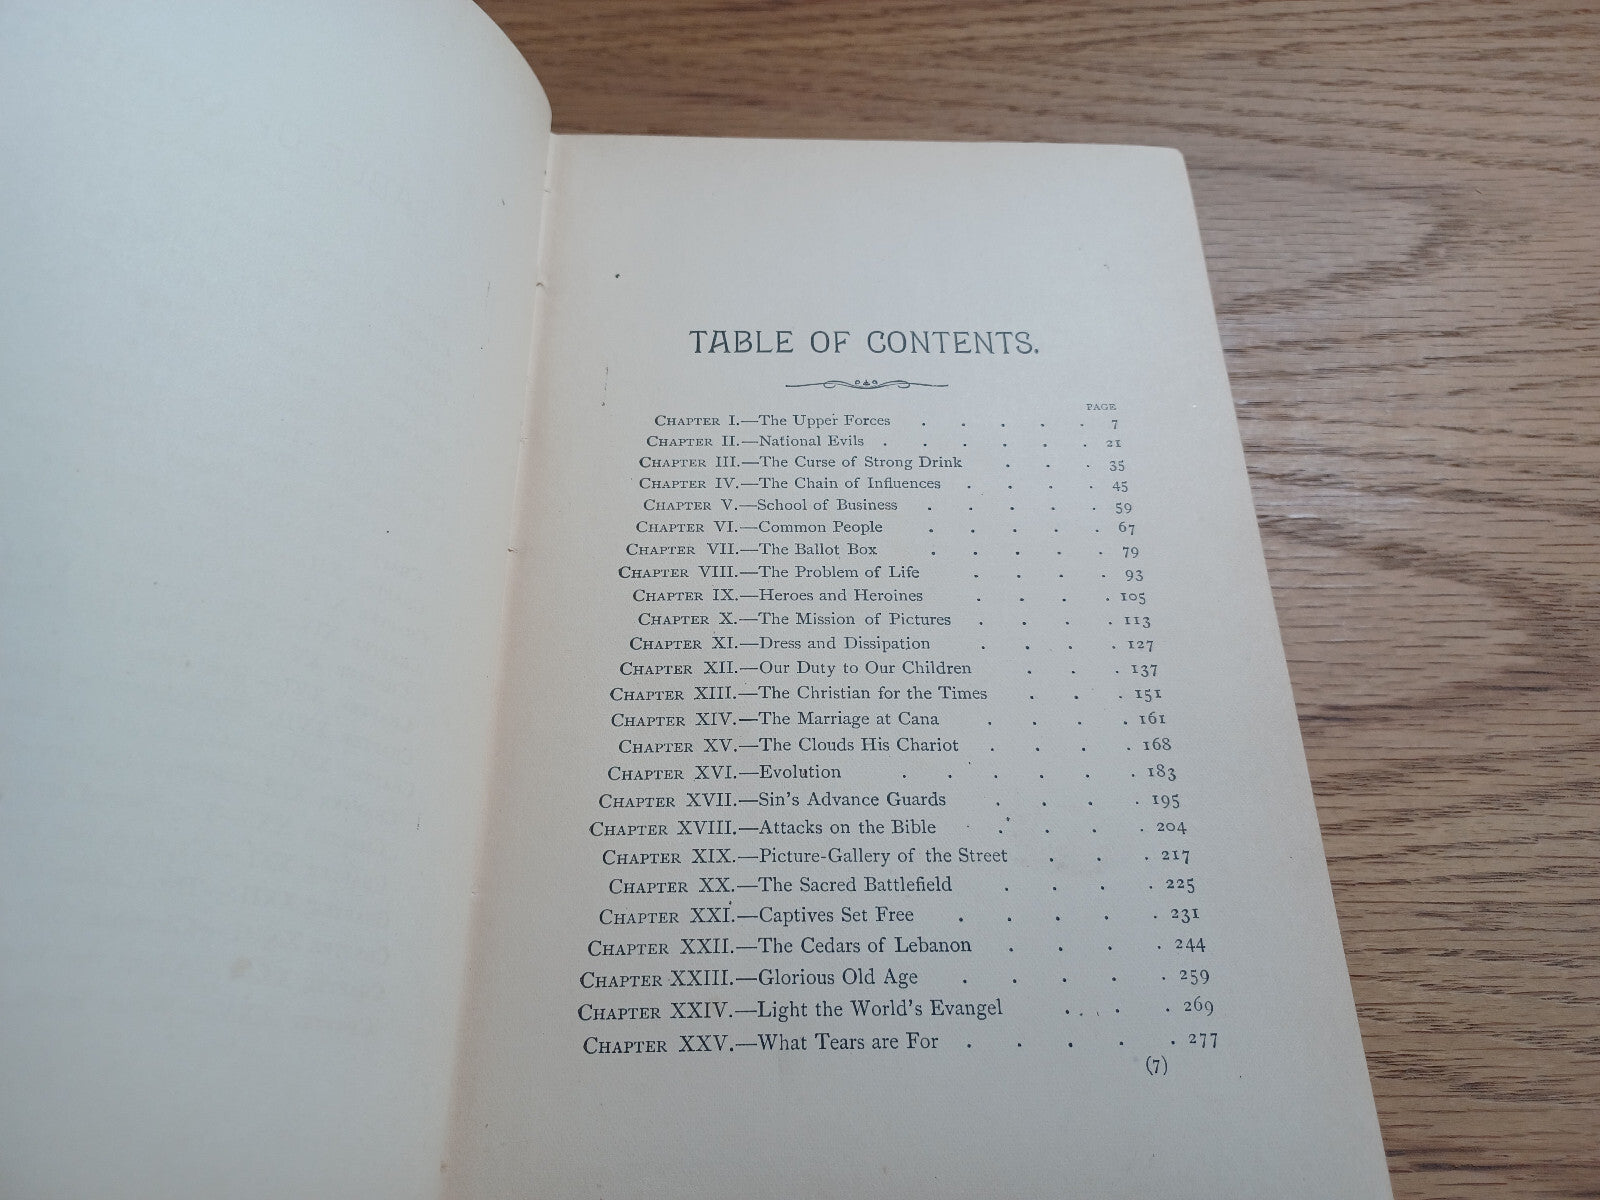 TABLE OF CONTENTS.
PAGE
CHAPTER I.—The Upper Forces . . . . . 7
CHAPTER II.—National Evils . . . . . . 21
CHAPTER III.—The Curse of Strong Drink . . . 35
CHAPTER IV.—The Chain of Influences . . . . 45
CHAPTER V.—School of Business . . . . . 59
CHAPTER VI.—Common People . . . . . 67
CHAPTER VII.—The Ballot Box . . . . . 79
CHAPTER VIII.—The Problem of Life . . . . 93
CHAPTER IX.—Heroes and Heroines . . . . 105
CHAPTER X.—The Mission of Pictures . . . . 113
CHAPTER XI.—Dress and Dissipation . . . . 127
CHAPTER XII.—Our Duty to Our Children . . . 137
CHAPTER XIII.—The Christian for the Times . . . 151
CHAPTER XIV.—The Marriage at Cana . . . . 161
CHAPTER XV.—The Clouds His Chariot . . . . 168
CHAPTER XVI.—Evolution . . . . . . 183
CHAPTER XVII.—Sin's Advance Guards . . . . 195
CHAPTER XVIII.—Attacks on the Bible . . . . . 204
CHAPTER XIX.—Picture-Gallery of the Street . . . 217
CHAPTER XX.—The Sacred Battlefield . . . . 225
CHAPTER XXI.—Captives Set Free . . . . . 231
CHAPTER XXII.—The Cedars of Lebanon . . . . 244
CHAPTER XXIII.—Glorious Old Age . . . . . 259
CHAPTER XXIV.—Light the World's Evangel . . . 269
CHAPTER XXV.—What Tears are For . . . . . 277
(7)